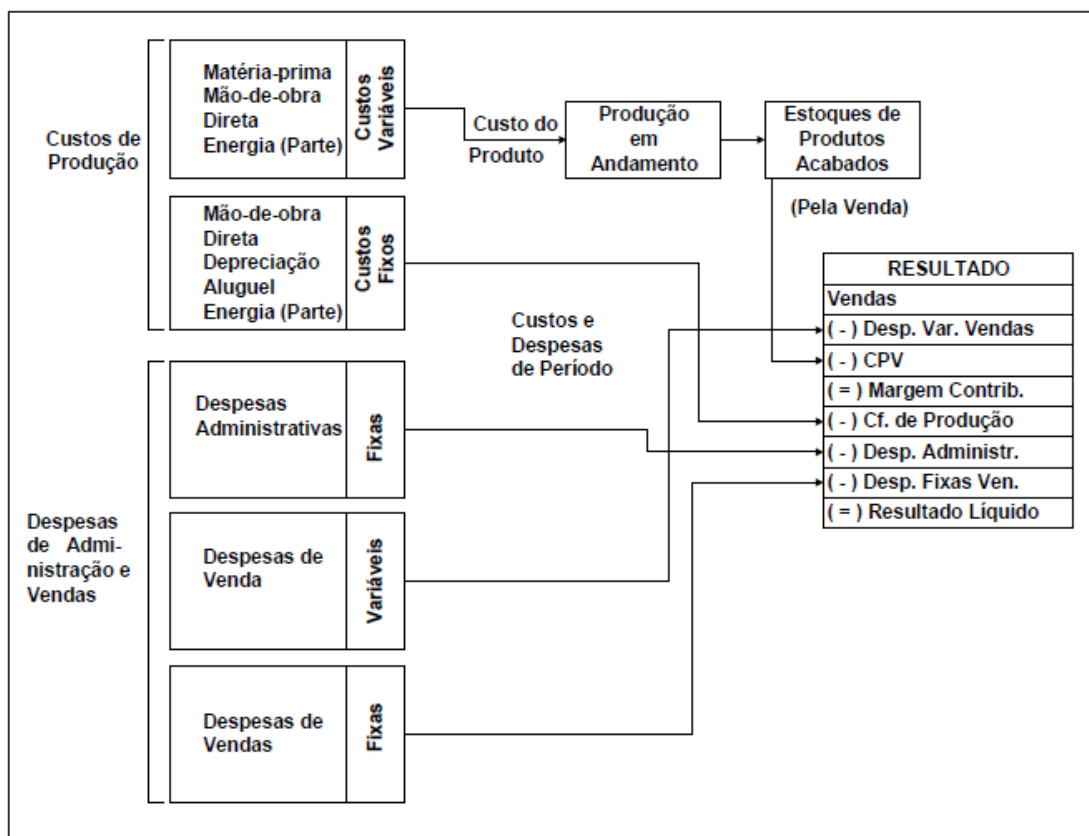 Custos de
Produção
Matéria-prima
Mão-de-obra
Direta
Energia (Parte)
Custos
Variáveis
Custo do
Produto
Produção
em
Andamento
Estoques de
Produtos
Acabados
(Pela Venda)
Mão-de-obra
Direta
Depreciação
Aluguel
Energia (Parte)
Custos
Fixos
Custos e
Despesas
de Período
RESULTADO
Vendas
( - ) Desp. Var. Vendas
( - ) CPV
( = ) Margem Contrib.
( - ) Cf. de Produção
( - ) Desp. Administr.
( - ) Desp. Fixas Ven.
( = ) Resultado Líquido
Despesas
de Admi-
nistração e
Vendas
Despesas
Administrativas
Fixas
Despesas de
Venda
Variáveis
Despesas de
Vendas
Fixas